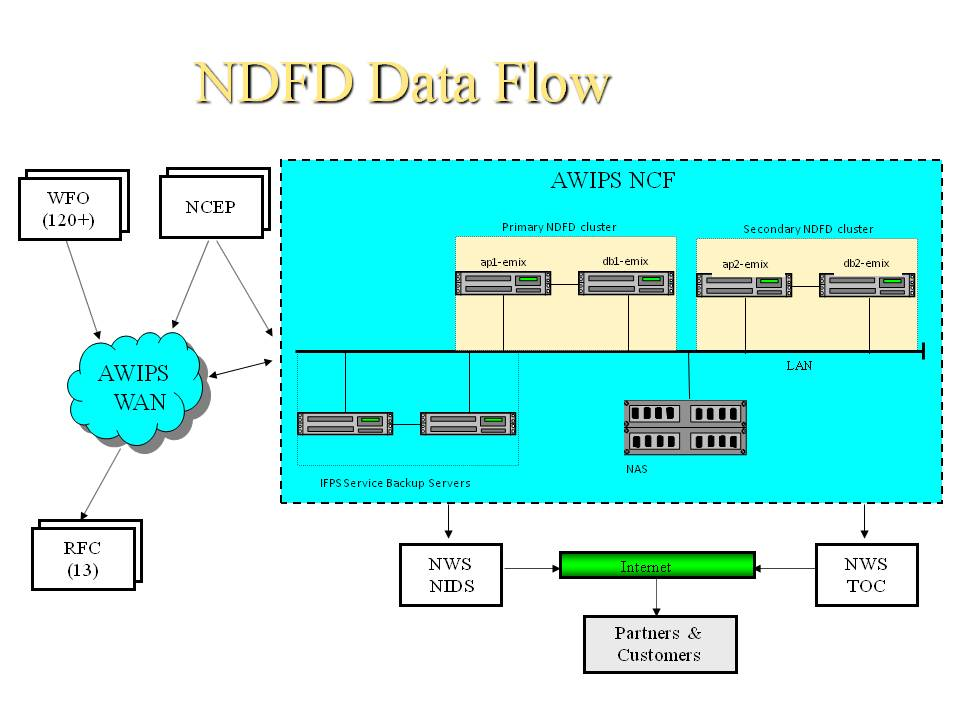 NDFD Data Flow
WFO
(120+)
NCEP
AWIPS NCF
Primary NDFD cluster
Secondary NDFD cluster
ap1-emix
db1-emix
ap2-emix
db2-emix
LAN
AWIPS
WAN
NAS
IFPS Service Backup Servers
RFC
(13)
NWS
NIDS
Internet
NWS
TOC
Partners &
Customers